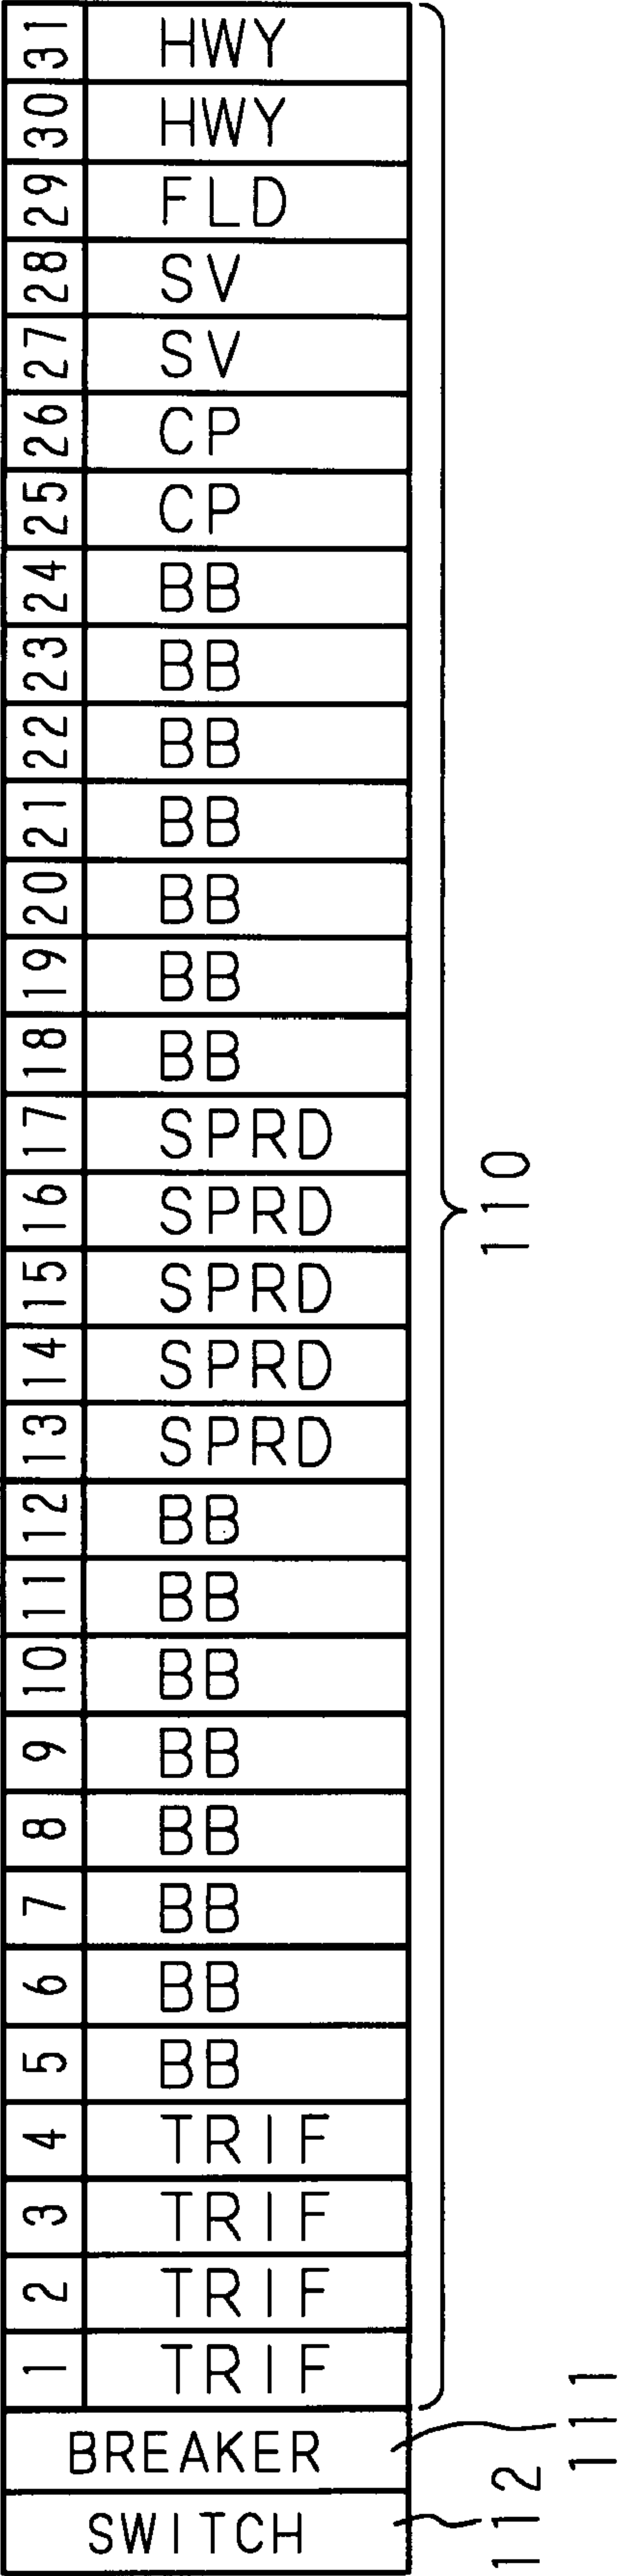 31 HWY
30 HWY
29 FLD
28 SV
27 SV
26 CP
25 CP
24 BB
23 BB
22 BB
21 BB
20 BB
19 BB
18 BB
17 SPRD
16 SPRD
15 SPRD
14 SPRD
13 SPRD
12 BB
11 BB
10 BB
9 BB
8 BB
7 BB
6 BB
5 BB
4 TRIF
3 TRIF
2 TRIF
1 TRIF
110
BREAKER 111
SWITCH 112